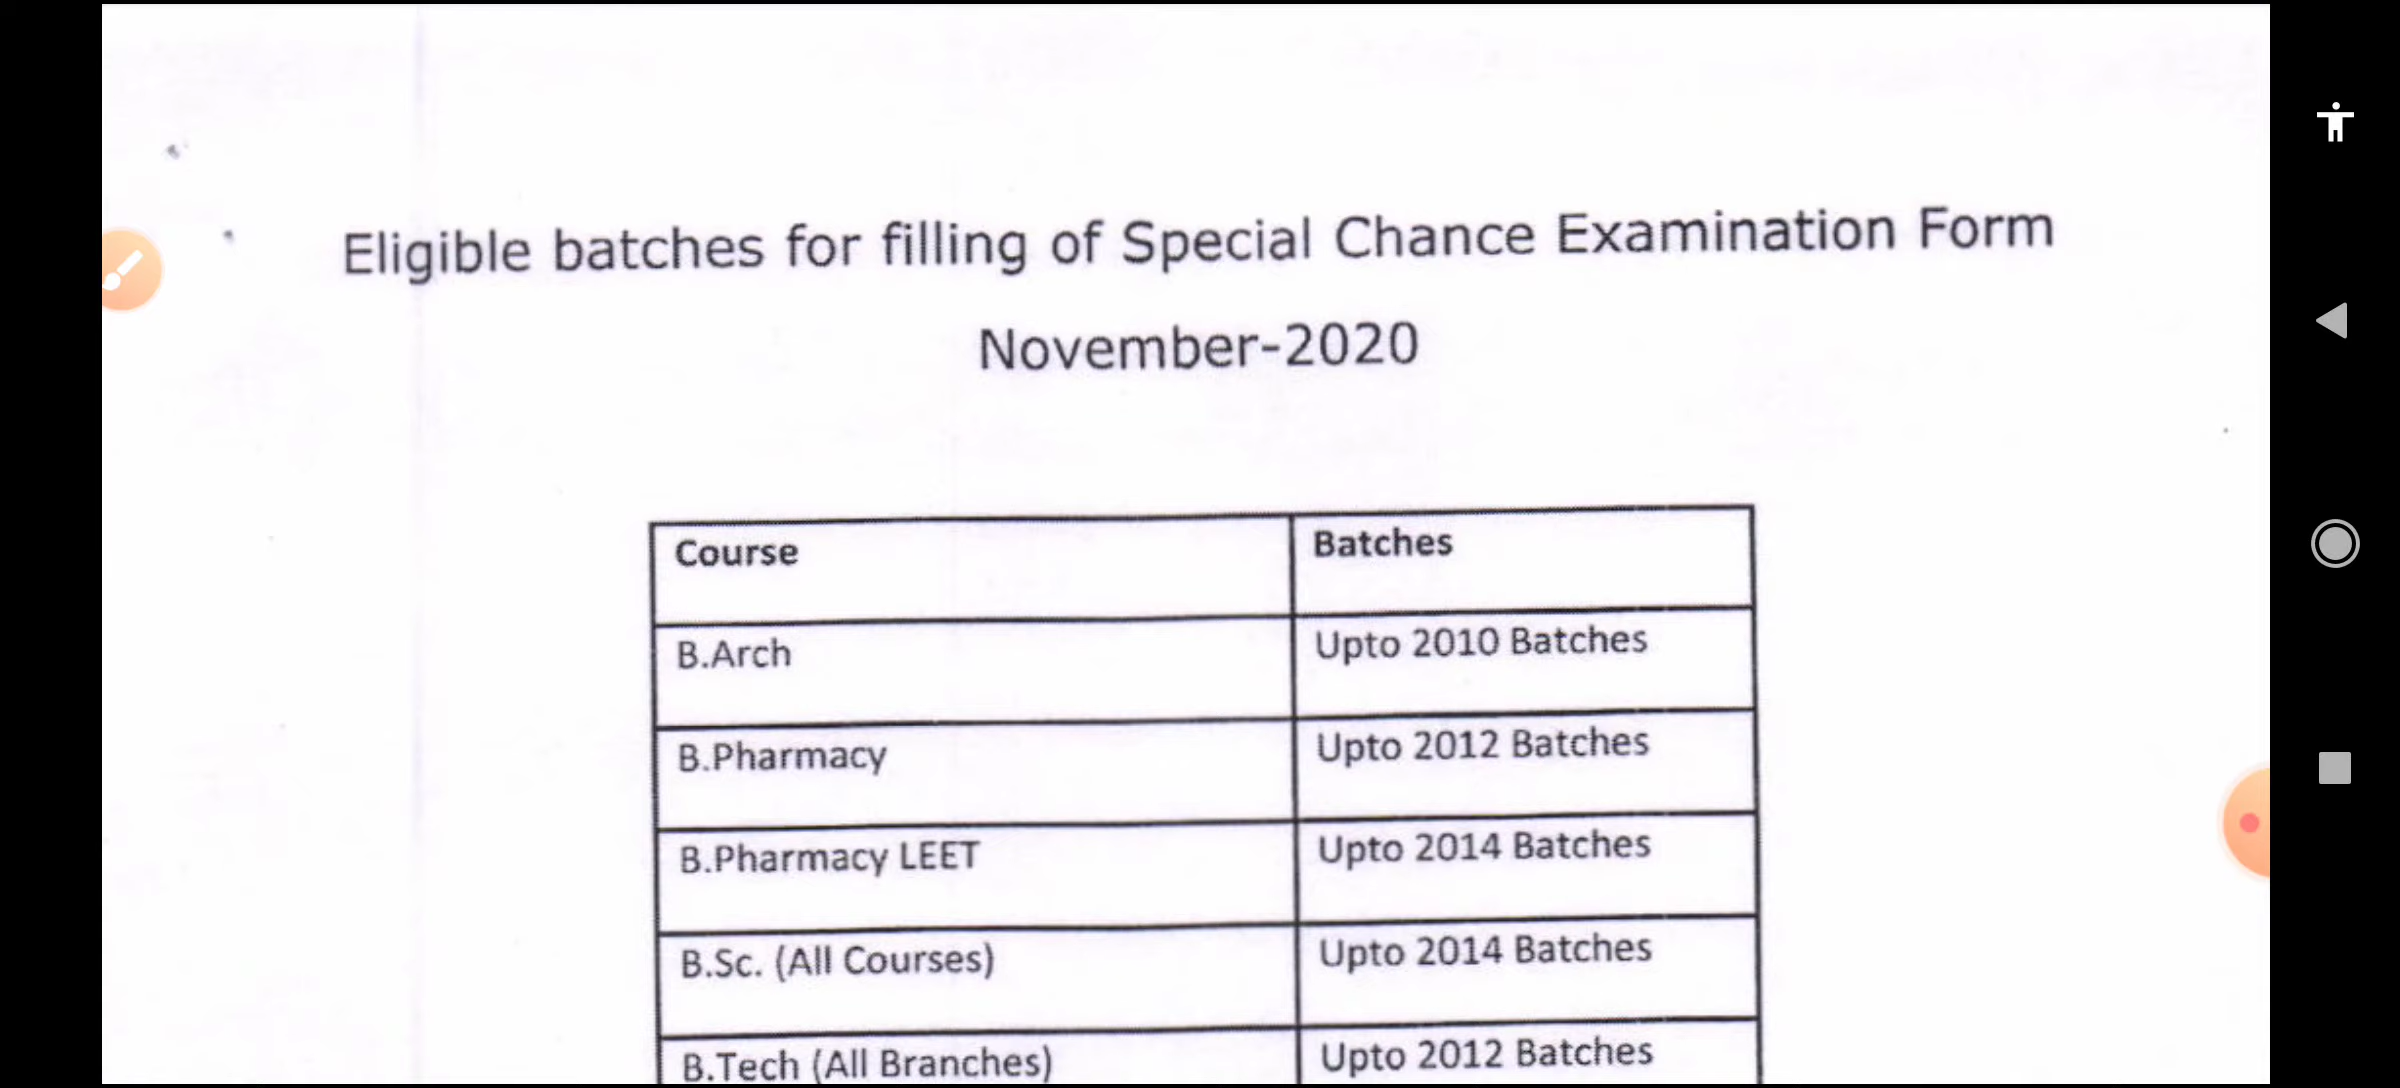 Eligible batches for filling of Special Chance Examination Form
November-2020
Course Batches
B.Arch Upto 2010 Batches
B.Pharmacy Upto 2012 Batches
B.Pharmacy LEET Upto 2014 Batches
B.Sc. (All Courses) Upto 2014 Batches
B.Tech (All Branches) Upto 2012 Batches